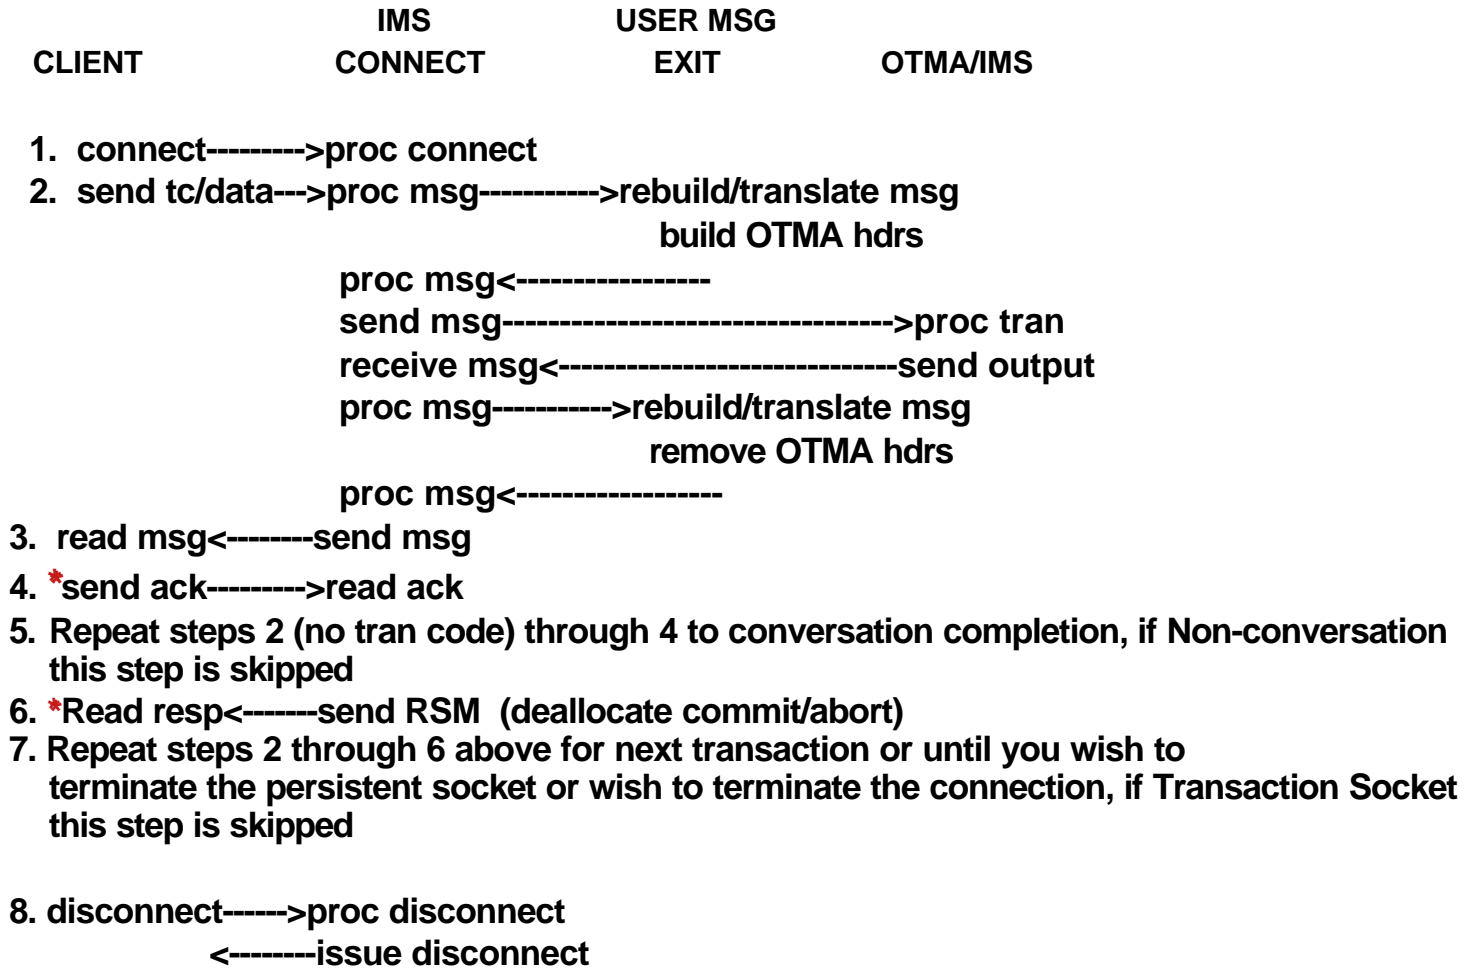 IMS USER MSG
CLIENT CONNECT EXIT OTMA/IMS
1. connect--------->proc connect
2. send tc/data--->proc msg----------->rebuild/translate msg
build OTMA hdrs
proc msg<-----------------
send msg---------------------------------->proc tran
receive msg<------------------------------send output
proc msg----------->rebuild/translate msg
remove OTMA hdrs
proc msg<------------------
3. read msg<--------send msg
4. *send ack--------->read ack
5. Repeat steps 2 (no tran code) through 4 to conversation completion, if Non-conversation
this step is skipped
6. *Read resp<-------send RSM (deallocate commit/abort)
7. Repeat steps 2 through 6 above for next transaction or until you wish to
terminate the persistent socket or wish to terminate the connection, if Transaction Socket
this step is skipped
8. disconnect------>proc disconnect
<--------issue disconnect